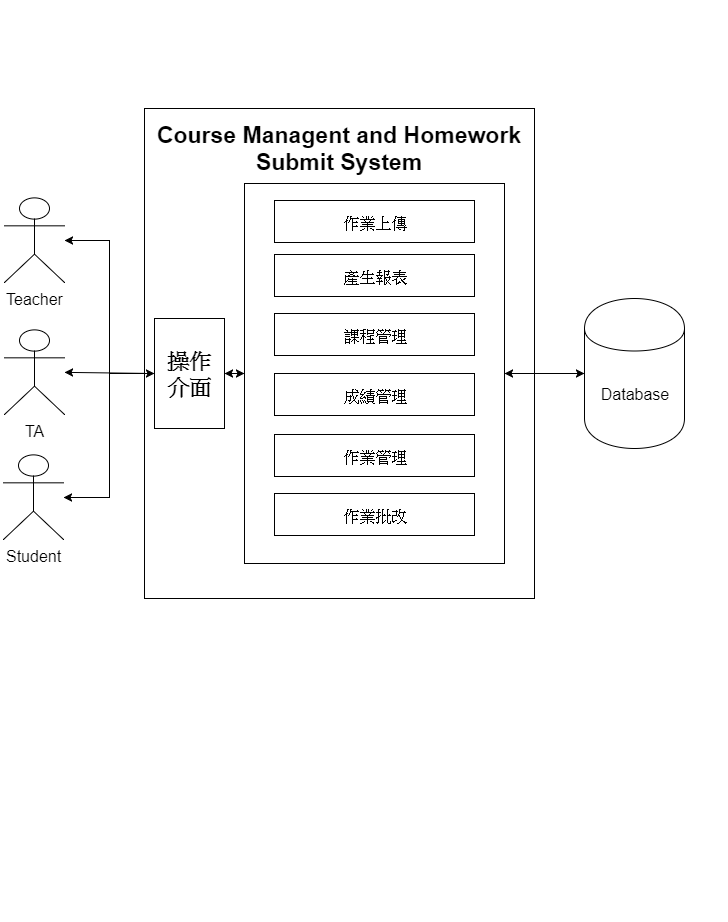 Course Managent and Homework
Submit System
作業上傳
產生報表
課程管理
成績管理
作業管理
作業批改
操作
介面
Teacher
TA
Student
Database